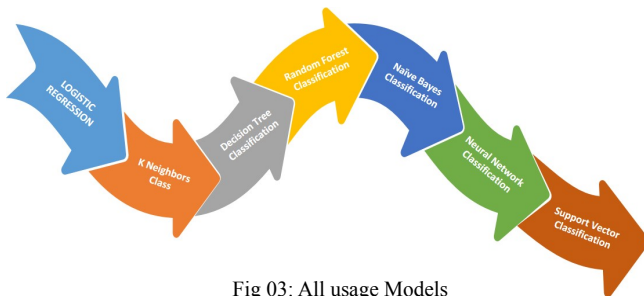 LOGISTIC
REGRESSION
K Neighbors
Class
Decision Tree
Classification
Random Forest
Classification
Naïve Bayes
Classification
Neural Network
Classification
Support Vector
Classification
Fig 03: All usage Models